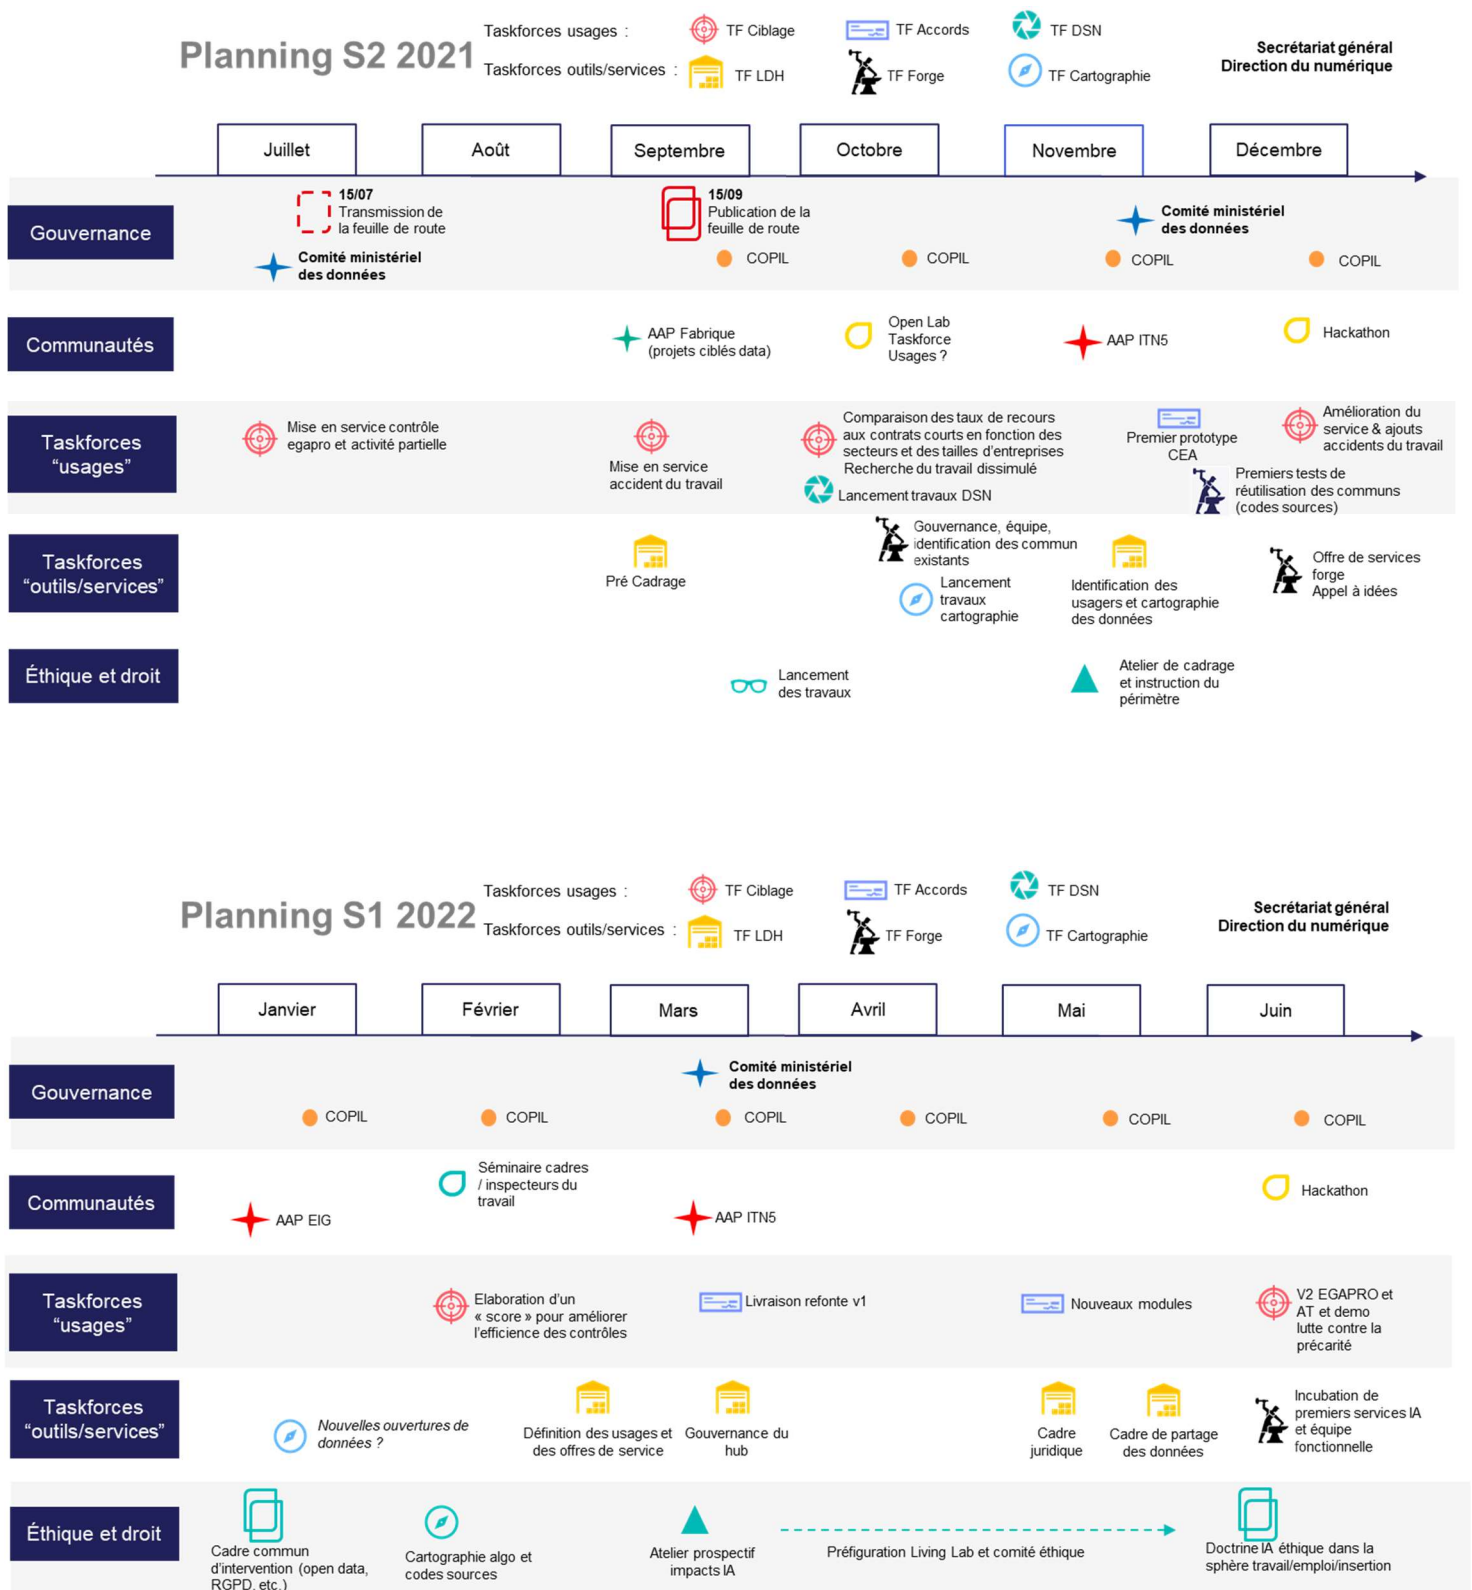 Planning S2 2021
Taskforces usages :
TF Ciblage
TF Accords
TF DSN
Taskforces outils/services :
TF LDH
TF Forge
TF Cartographie
Secrétariat général
Direction du numérique
Juillet
Août
Septembre
Octobre
Novembre
Décembre
Gouvernance
15/07
Transmission de
la feuille de route
Comité ministériel
des données
15/09
Publication de la
feuille de route
COPIL
COPIL
Comité ministériel
des données
COPIL
COPIL
Communautés
AAP Fabrique
(projets ciblés data)
Open Lab
Taskforce
Usages ?
AAP ITN5
Hackathon
Taskforces
“usages”
Mise en service contrôle
egapro et activité partielle
Mise en service
accident du travail
Comparaison des taux de recours
aux contrats courts en fonction des
secteurs et des tailles d’entreprises
Recherche du travail dissimulé
Lancement travaux DSN
Premier prototype
CEA
Amélioration du
service & ajouts
accidents du travail
Premiers tests de
réutilisation des communs
(codes sources)
Taskforces
“outils/services”
Pré Cadrage
Gouvernance, équipe,
identification des commun
existants
Lancement
travaux
cartographie
Identification des
usagers et cartographie
des données
Offre de services
forge
Appel à idées
Éthique et droit
Lancement
des travaux
Atelier de cadrage
et instruction du
périmètre
Planning S1 2022
Taskforces usages :
TF Ciblage
TF Accords
TF DSN
Taskforces outils/services :
TF LDH
TF Forge
TF Cartographie
Secrétariat général
Direction du numérique
Janvier
Février
Mars
Avril
Mai
Juin
Gouvernance
Comité ministériel
des données
COPIL
COPIL
COPIL
COPIL
COPIL
COPIL
Communautés
AAP EIG
Séminaire cadres
/ inspecteurs du
travail
AAP ITN5
Hackathon
Taskforces
“usages”
Elaboration d’un
« score » pour améliorer
l’efficience des contrôles
Livraison refonte v1
Nouveaux modules
V2 EGAPRO et
AT et demo
lutte contre la
précarité
Taskforces
“outils/services”
Nouvelles ouvertures de
données ?
Définition des usages et
des offres de service
Gouvernance du
hub
Cadre
juridique
Cadre de partage
des données
Incubation de
premiers services IA
et équipe
fonctionnelle
Éthique et droit
Cadre commun
d’intervention (open data,
RGPD, etc.)
Cartographie algo et
codes sources
Atelier prospectif
impacts IA
Préfiguration Living Lab et comité éthique
Doctrine IA éthique dans la
sphère travail/emploi/insertion